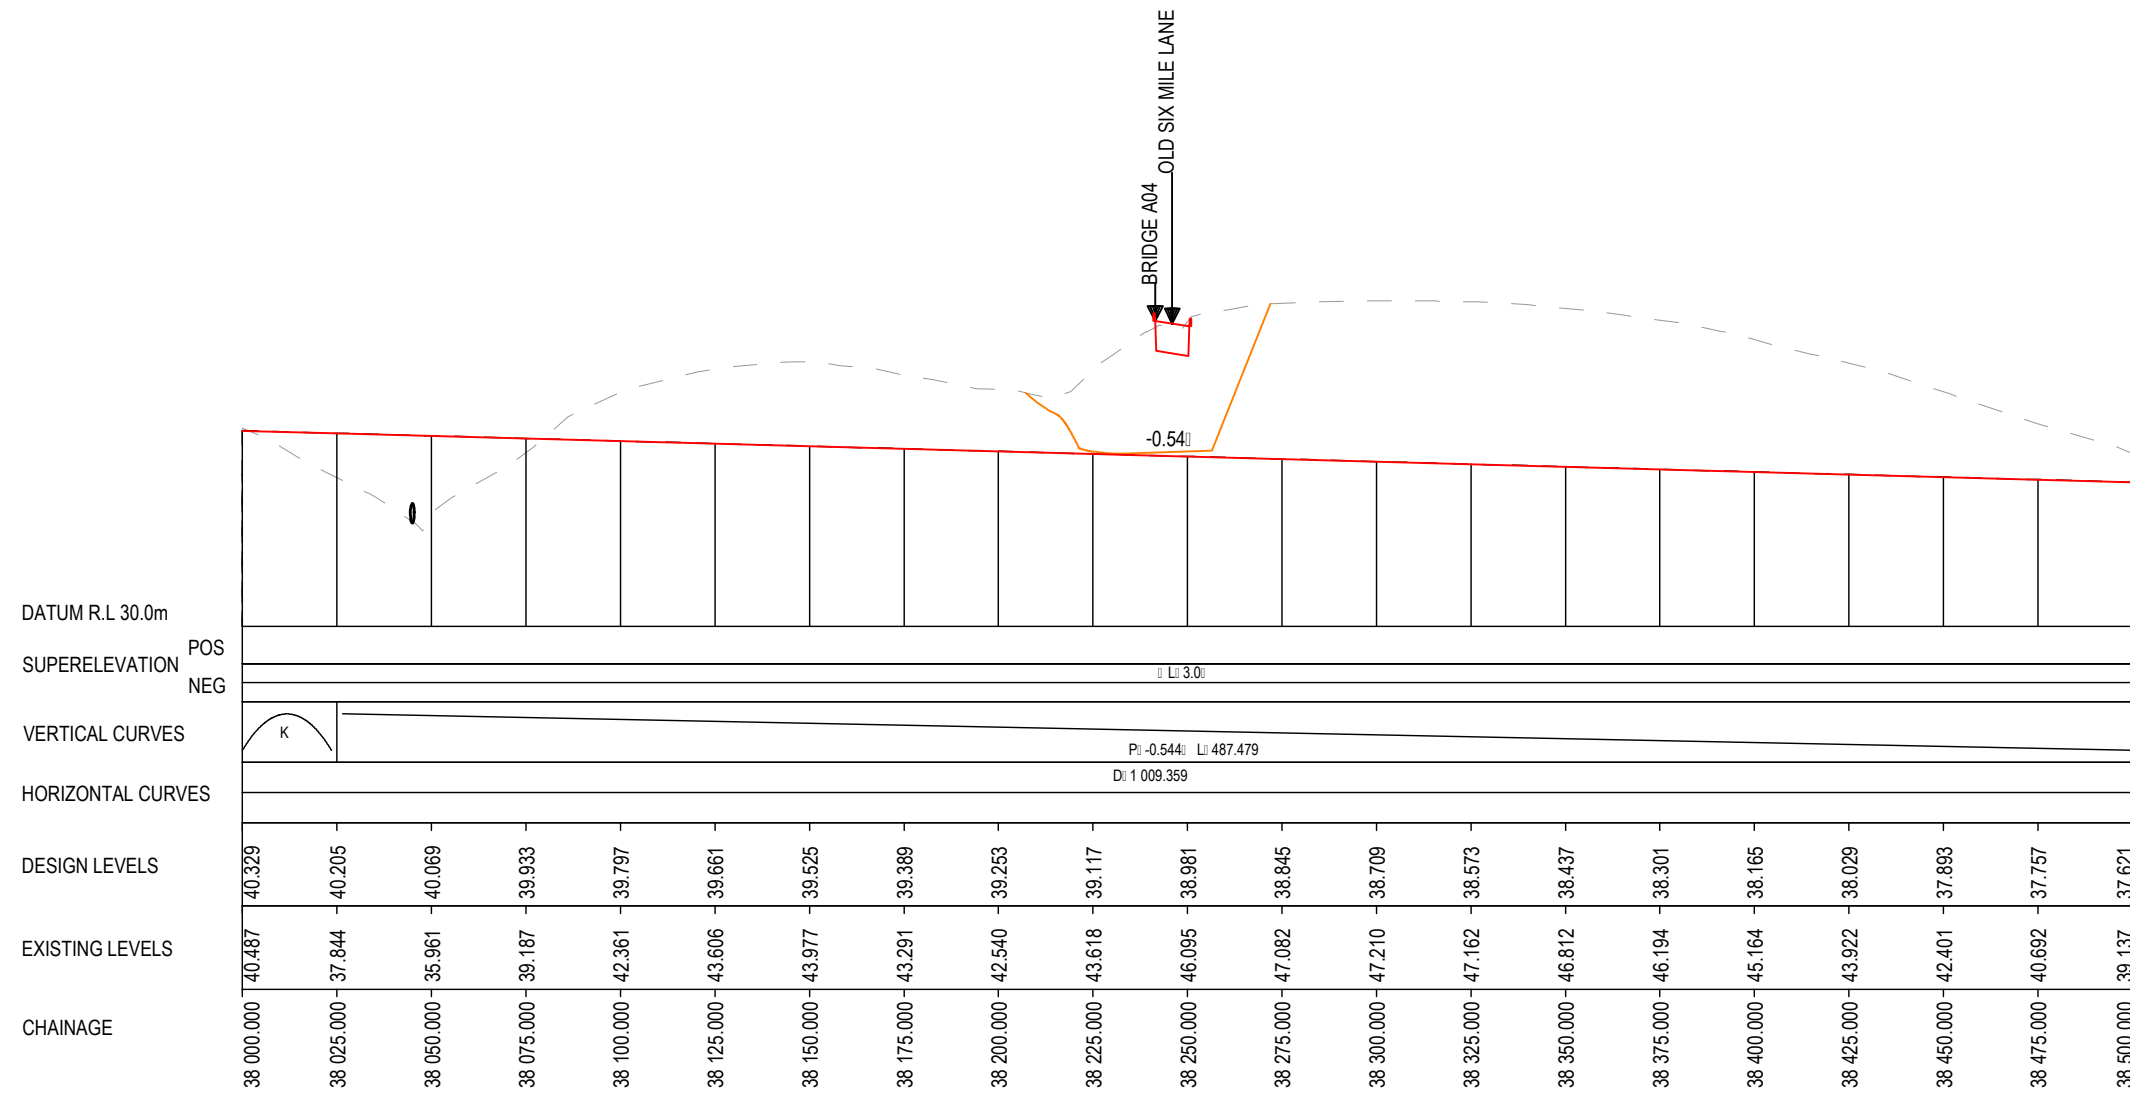 OLD SIX MILE LANE
BRIDGE A04
-0.54
DATUM R.L 30.0m
POS
SUPERELEVATION
NEG
L 3.0
VERTICAL CURVES
K
P -0.544 L 487.479
D 1 009.359
HORIZONTAL CURVES
DESIGN LEVELS
40.329 40.205 40.069 39.933 39.797 39.661 39.525 39.389 39.253 39.117 38.981 38.845 38.709 38.573 38.437 38.301 38.165 38.029 37.893 37.757 37.621
EXISTING LEVELS
40.487 37.844 35.961 39.187 42.361 43.606 43.977 43.291 42.540 43.618 46.095 47.082 47.210 47.162 46.812 46.194 45.164 43.922 42.401 40.692 39.137
CHAINAGE
38 000.000 38 025.000 38 050.000 38 075.000 38 100.000 38 125.000 38 150.000 38 175.000 38 200.000 38 225.000 38 250.000 38 275.000 38 300.000 38 325.000 38 350.000 38 375.000 38 400.000 38 425.000 38 450.000 38 475.000 38 500.000